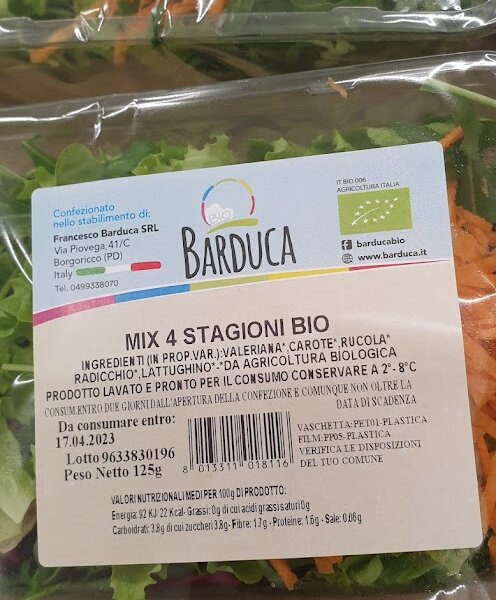 Confezionato
nello stabilimento di:
Francesco Barduca SRL
Via Piovega, 41/C
Borgoricco (PD)
Italy
Tel. 0499338070
BIO
BARDUCA
IT BIO 006
AGRICOLTURA ITALIA
barducabio
www.barduca.it
MIX 4 STAGIONI BIO
INGREDIENTI (IN PROP.VAR.):VALERIANA*,CAROTE*,RUCOLA*
RADICCHIO*,LATTUGHINO*-*DA AGRICOLTURA BIOLOGICA
PRODOTTO LAVATO E PRONTO PER IL CONSUMO CONSERVARE A 2°- 8°C
CONSUM.ENTRO DUE GIORNI DALL'APERTURA DELLA CONFEZIONE E COMUNQUE NON OLTRE LA
DATA DI SCADENZA
Da consumare entro:
17.04.2023
Lotto 9633830196
Peso Netto 125g
8 013311 018116
VASCHETTA:PET01-PLASTICA
FILM:PP05-PLASTICA
VERIFICA LE DISPOSIZIONI
DEL TUO COMUNE
VALORI NUTRIZIONALI MEDI PER 100g DI PRODOTTO:
Energia: 92 KJ/22 Kcal- Grassi: 0g di cui acidi grassi saturi 0g
Carboidrati: 3.8g di cui zuccheri 3.8g- Fibre: 1.7g - Proteine: 1.6g - Sale: 0.06g